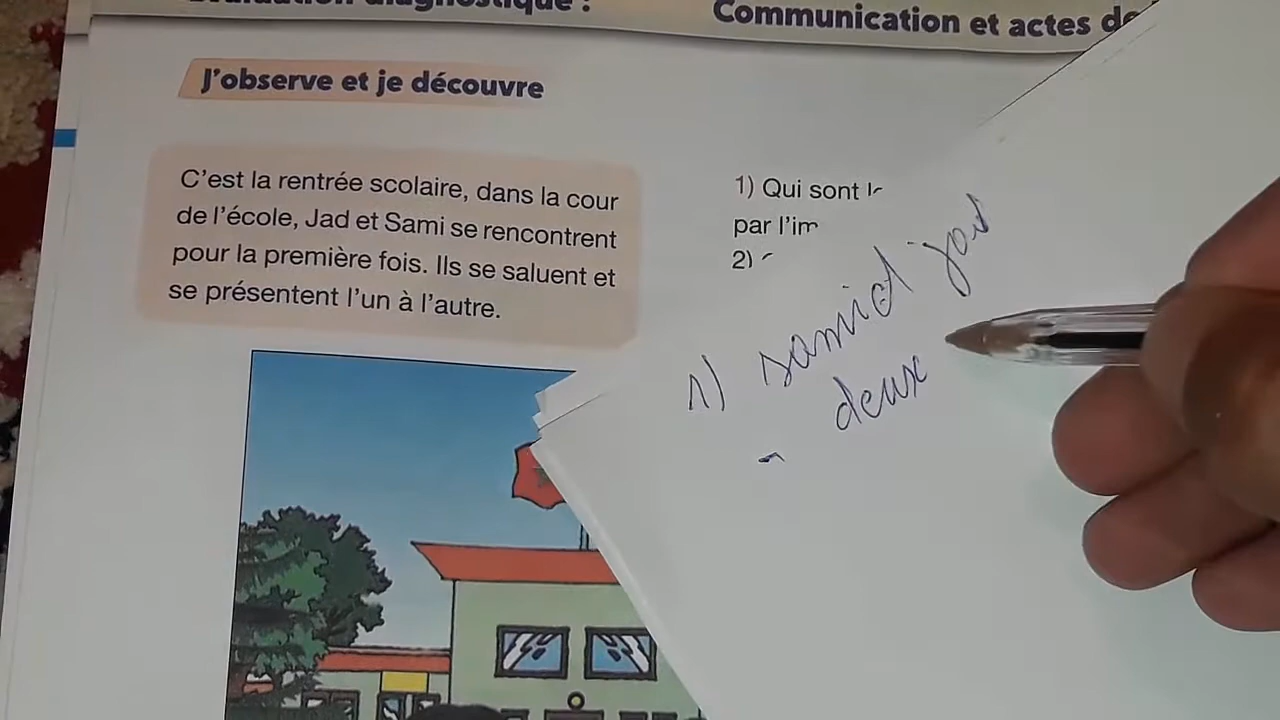 diagnostique :
Communication et actes de
J'observe et je découvre
C'est la rentrée scolaire, dans la cour
de l'école, Jad et Sami se rencontrent
pour la première fois. Ils se saluent et
se présentent l'un à l'autre.
1) Qui sont
par l'im
2)
1) sami et jad
deux